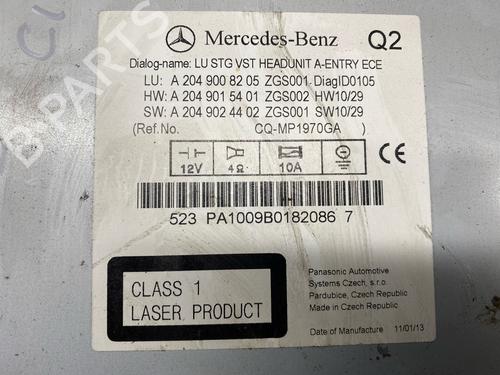 Mercedes-Benz Q2
Dialog-name: LU STG VST HEADUNIT A-ENTRY ECE
LU: A 204 900 82 05 ZGS001 DiagID0105
HW: A 204 901 54 01 ZGS002 HW10/29
SW: A 204 902 44 02 ZGS001 SW10/29
(Ref.No. CQ-MP1970GA )
12V 4Ω 10A
CE
523 PA1009B0182086 7
CLASS 1
LASER PRODUCT
Panasonic Automotive
Systems Czech, s.r.o.
Pardubice, Czech Republic
Made in Czech Republic
Date of Manufacture 11/01/13
B-PARTS